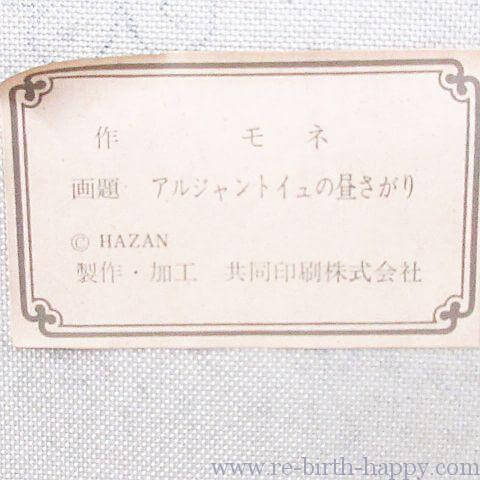 作 モネ
画題 アルジャントイュの昼さがり
© HAZAN
製作・加工 共同印刷株式会社
www.re-birth-happy.com